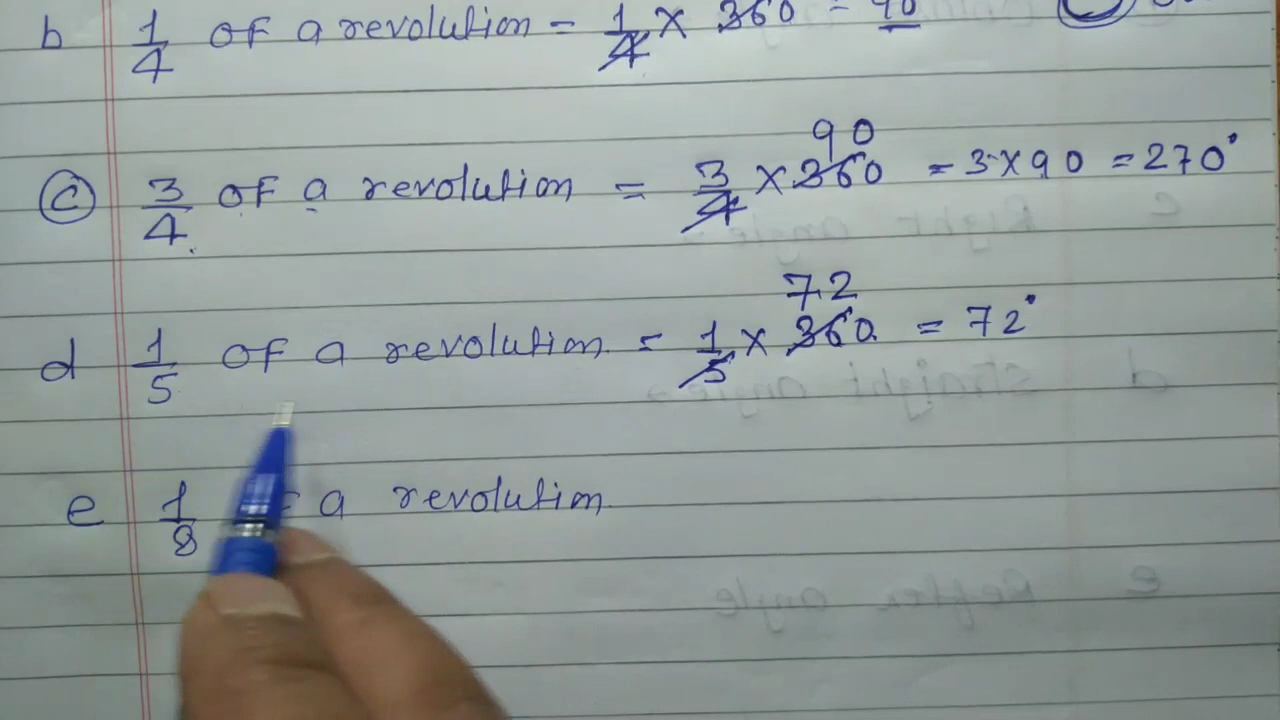 b 1/4 of a revolution = 1/4 × 360 = 90
90
c 3/4 of a revolution = 3/4 × 360 = 3×90 = 270°
72
d 1/5 of a revolution = 1/5 × 360 = 72°
e 1/8 of a revolution